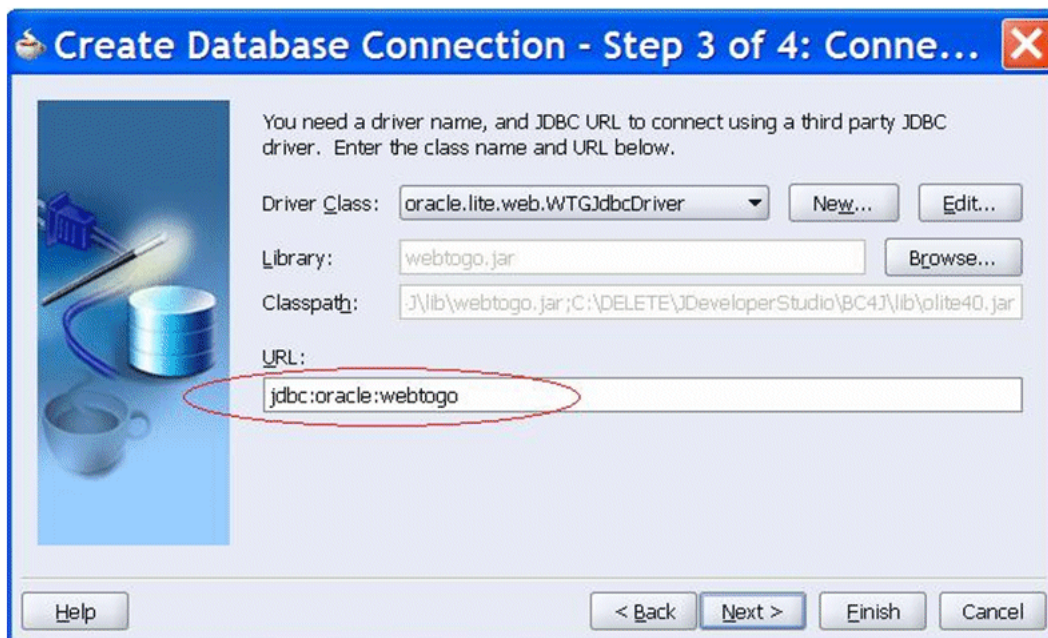 Create Database Connection - Step 3 of 4: Conne...
You need a driver name, and JDBC URL to connect using a third party JDBC
driver. Enter the class name and URL below.
Driver Class: oracle.lite.web.WTGJdbcDriver New... Edit...
Library: webtogo.jar Browse...
Classpath: J\lib\webtogo.jar;C:\DELETE\JDeveloperStudio\BC4J\lib\olite40.jar
URL:
jdbc:oracle:webtogo
Help < Back Next > Finish Cancel